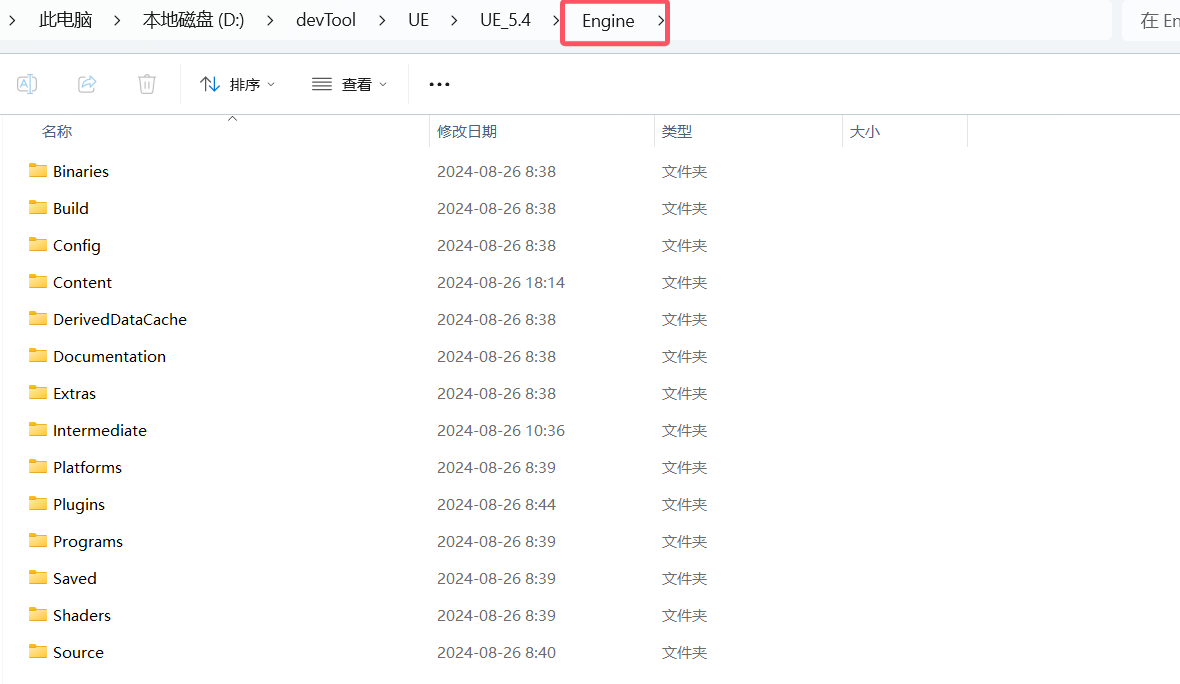 此电脑 > 本地磁盘 (D:) > devTool > UE > UE_5.4 > Engine > 在 En
排序 查看 ···
名称 修改日期 类型 大小
Binaries 2024-08-26 8:38 文件夹
Build 2024-08-26 8:38 文件夹
Config 2024-08-26 8:38 文件夹
Content 2024-08-26 18:14 文件夹
DerivedDataCache 2024-08-26 8:38 文件夹
Documentation 2024-08-26 8:38 文件夹
Extras 2024-08-26 8:38 文件夹
Intermediate 2024-08-26 10:36 文件夹
Platforms 2024-08-26 8:39 文件夹
Plugins 2024-08-26 8:44 文件夹
Programs 2024-08-26 8:39 文件夹
Saved 2024-08-26 8:39 文件夹
Shaders 2024-08-26 8:39 文件夹
Source 2024-08-26 8:40 文件夹